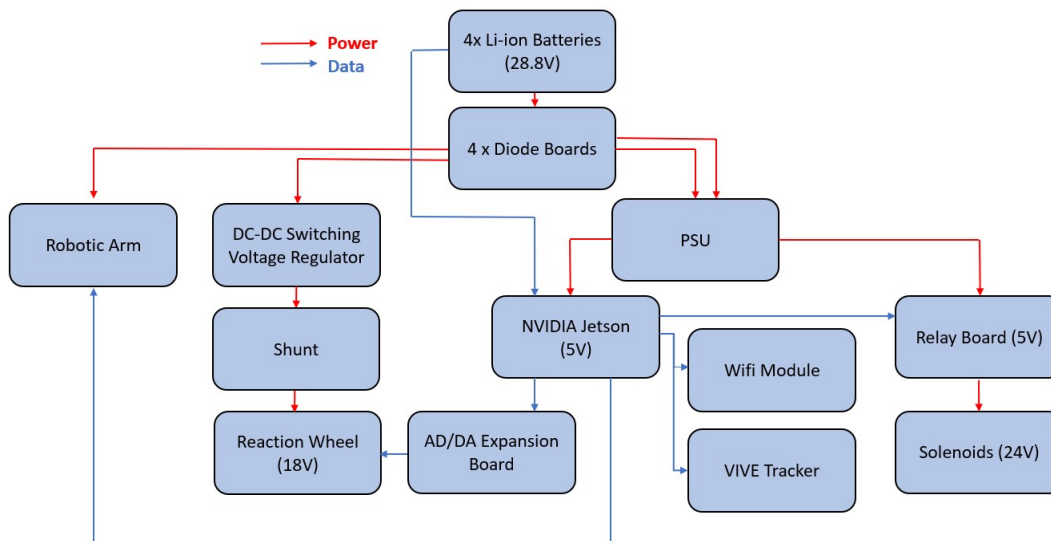 Power
Data
4x Li-ion Batteries
(28.8V)
4 x Diode Boards
Robotic Arm
DC-DC Switching
Voltage Regulator
PSU
Shunt
NVIDIA Jetson
(5V)
Wifi Module
Relay Board (5V)
Reaction Wheel
(18V)
AD/DA Expansion
Board
VIVE Tracker
Solenoids (24V)